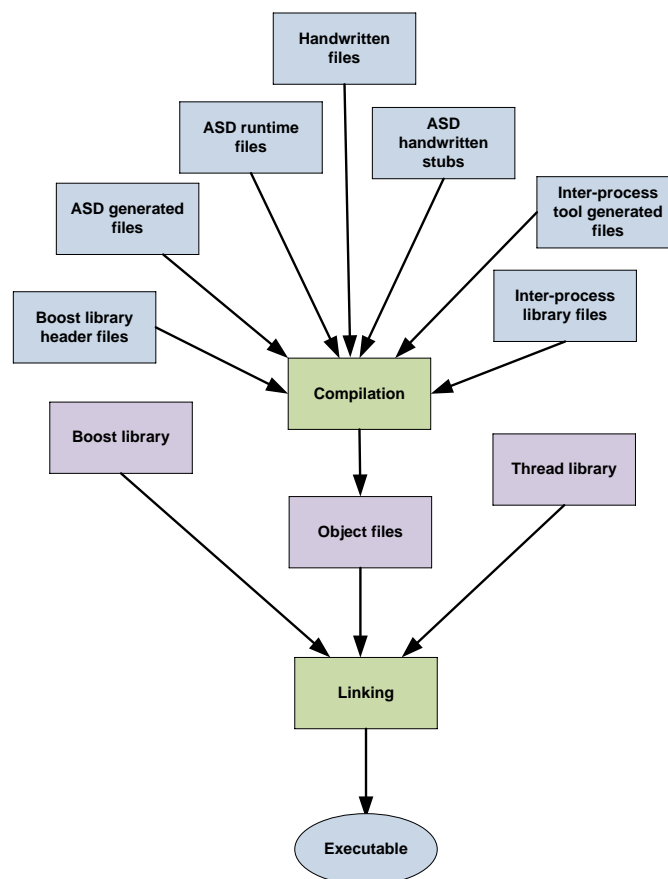 Handwritten
files
ASD runtime
files
ASD
handwritten
stubs
ASD generated
files
Inter-process
tool generated
files
Boost library
header files
Inter-process
library files
Compilation
Boost library
Thread library
Object files
Linking
Executable